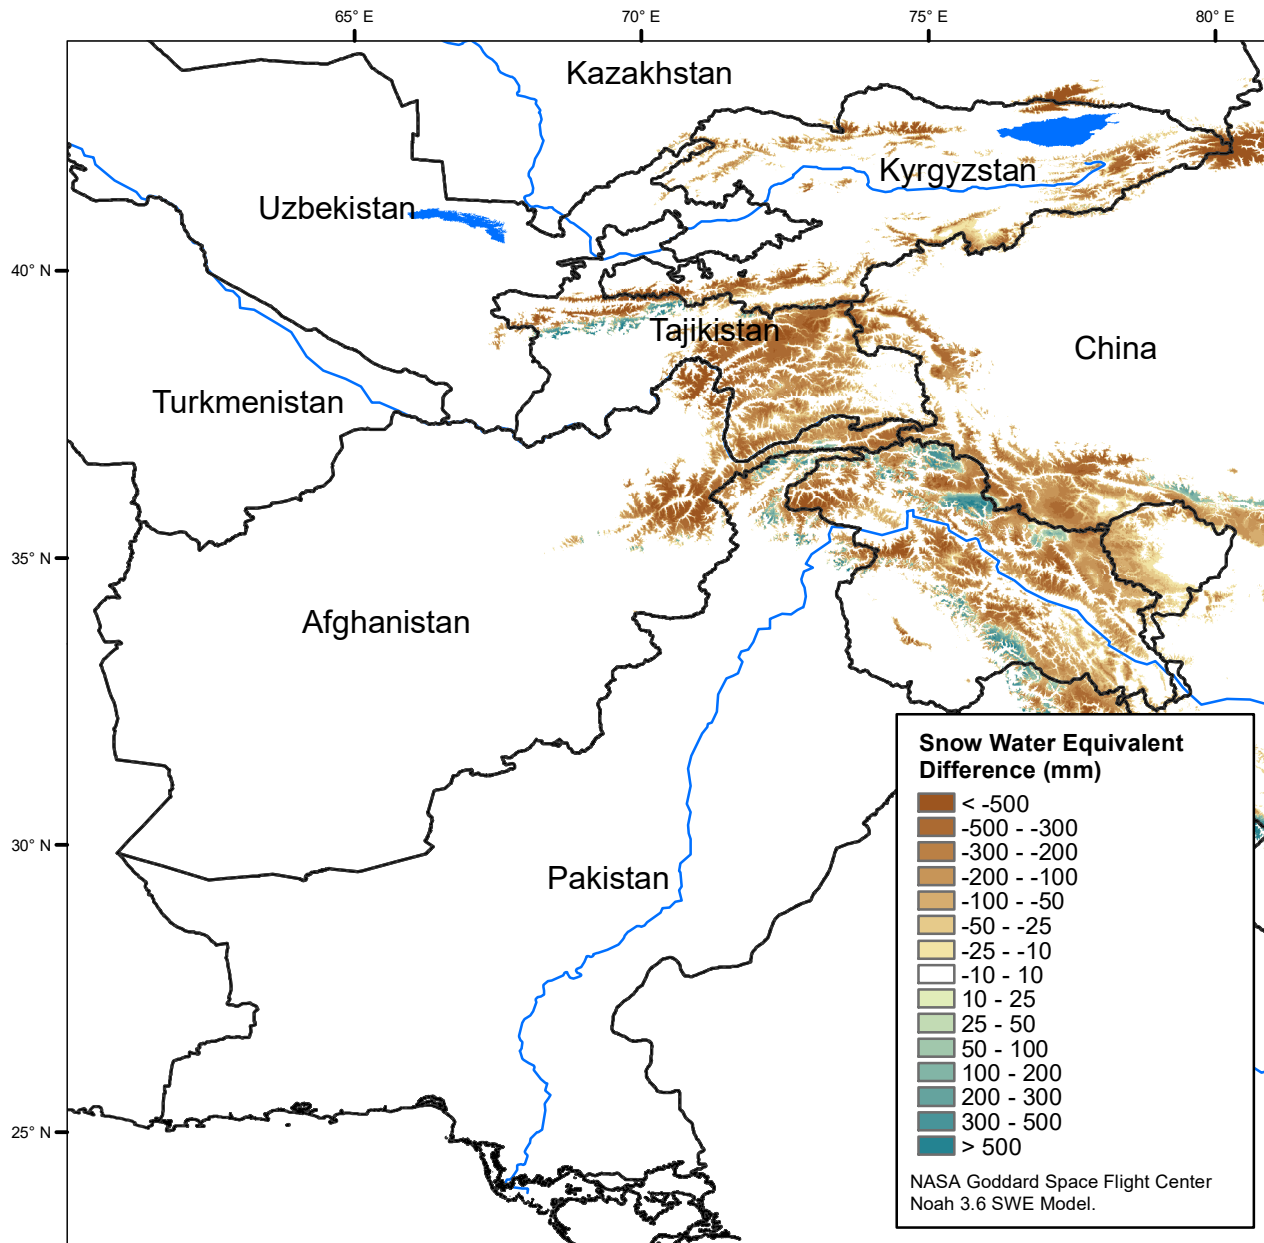 65° E
70° E
75° E
80° E
Kazakhstan
Kyrgyzstan
Uzbekistan
40° N
Tajikistan
China
Turkmenistan
35° N
Afghanistan
30° N
Pakistan
25° N
Snow Water Equivalent
Difference (mm)
< -500
-500 - -300
-300 - -200
-200 - -100
-100 - -50
-50 - -25
-25 - -10
-10 - 10
10 - 25
25 - 50
50 - 100
100 - 200
200 - 300
300 - 500
> 500
NASA Goddard Space Flight Center
Noah 3.6 SWE Model.